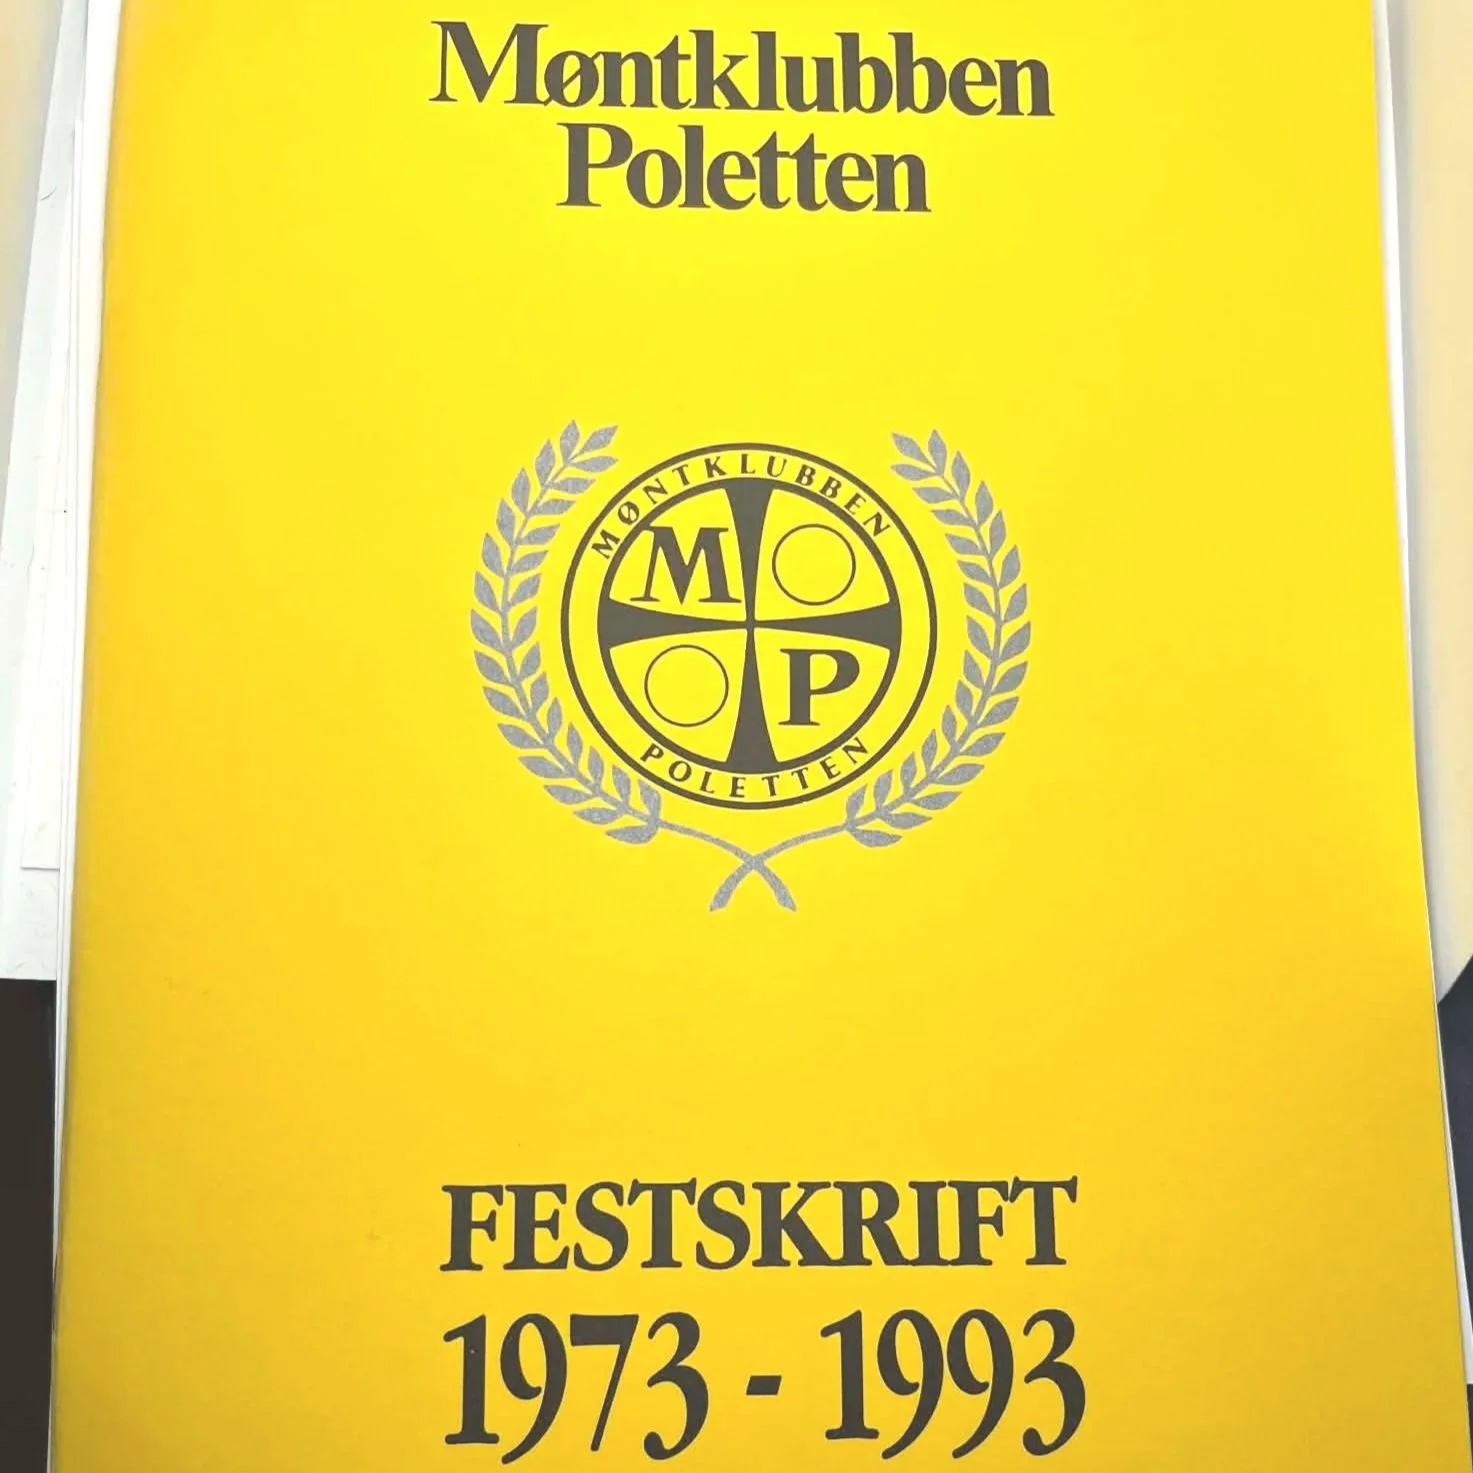 Møntklubben
Poletten
MØNTKLUBBEN
M
P
POLETTEN
FESTSKRIFT
1973 - 1993